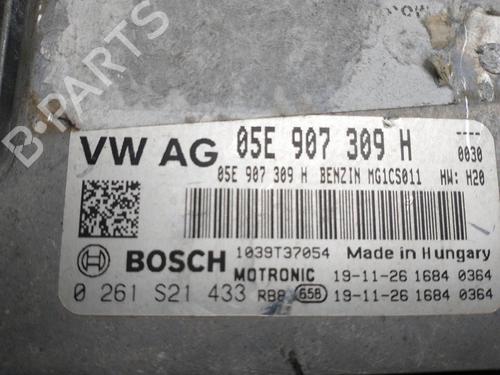 VW AG 05E 907 309 H ----
0030
05E 907 309 H BENZIN MG1CS011 HW: H20
BOSCH 1039T37054 Made in Hungary
MOTRONIC 19-11-26 1684 0364
0 261 S21 433 RB8 658 19-11-26 1684 0364
B-PARTS